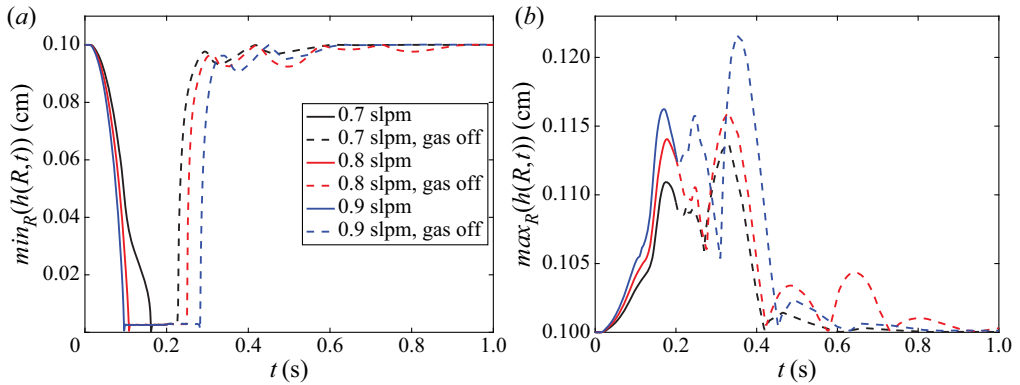 (a)
0.10
0.08
0.06
0.04
0.02
0
0.2
0.4
0.6
0.8
1.0
min_R(h(R,t)) (cm)
t (s)
0.7 slpm
0.7 slpm, gas off
0.8 slpm
0.8 slpm, gas off
0.9 slpm
0.9 slpm, gas off
(b)
0.120
0.115
0.110
0.105
0.100
0
0.2
0.4
0.6
0.8
1.0
max_R(h(R,t)) (cm)
t (s)